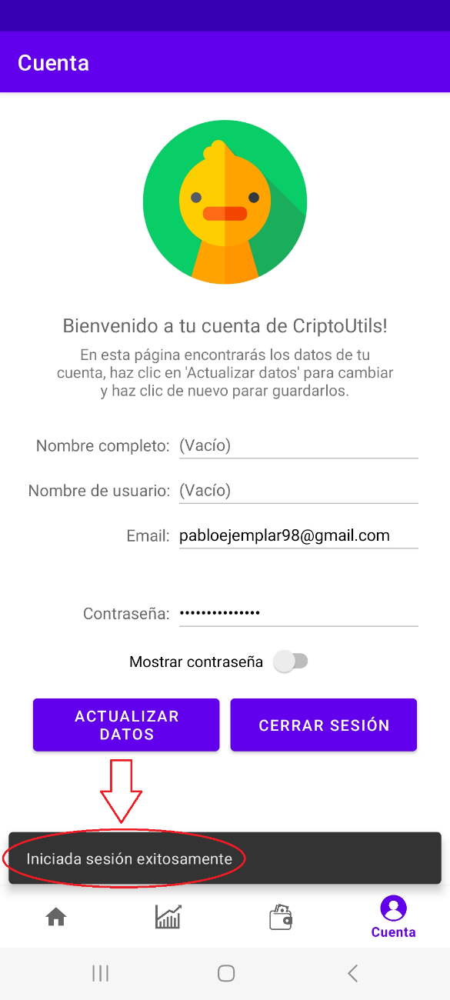 Cuenta
Bienvenido a tu cuenta de CriptoUtils!
En esta página encontrarás los datos de tu
cuenta, haz clic en 'Actualizar datos' para cambiar
y haz clic de nuevo parar guardarlos.
Nombre completo: (Vacío)
Nombre de usuario: (Vacío)
Email: pabloejemplar98@gmail.com
Contraseña: •••••••••••••••
Mostrar contraseña
ACTUALIZAR
DATOS
CERRAR SESIÓN
Iniciada sesión exitosamente
Cuenta